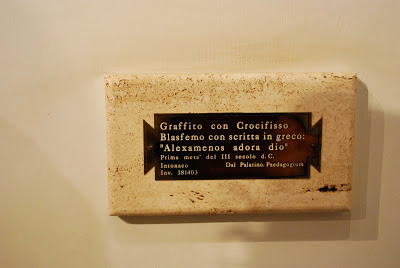 Graffito con Crocifisso
Blasfemo con scritta in greco:
"Alexamenos adora dio"
Prima meta' del III secolo d.C.
Intonaco Dal Palatino, Paedagogium
Inv. 381403